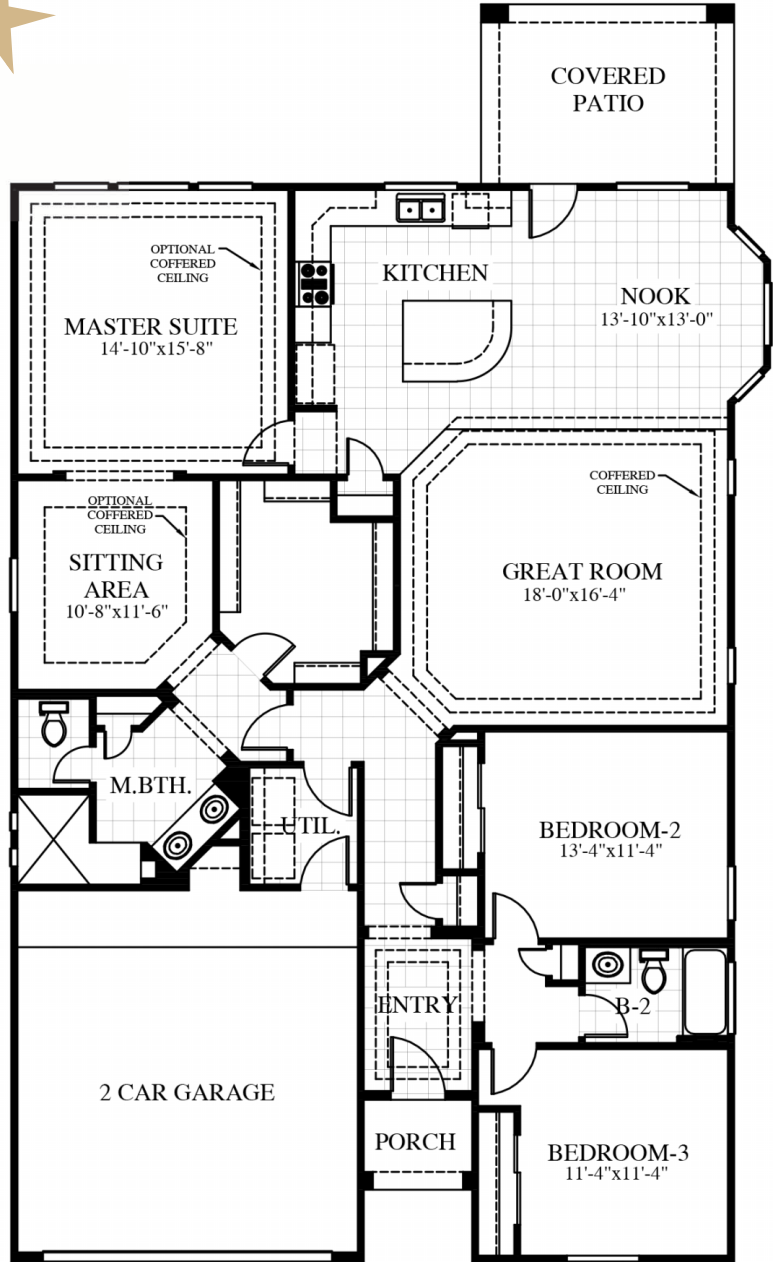 COVERED
PATIO
OPTIONAL
COFFERED
CEILING
KITCHEN
NOOK
13'-10"x13'-0"
MASTER SUITE
14'-10"x15'-8"
COFFERED
CEILING
OPTIONAL
COFFERED
CEILING
SITTING
AREA
10'-8"x11'-6"
GREAT ROOM
18'-0"x16'-4"
M.BTH.
UTIL.
BEDROOM-2
13'-4"x11'-4"
ENTRY
B-2
2 CAR GARAGE
PORCH
BEDROOM-3
11'-4"x11'-4"